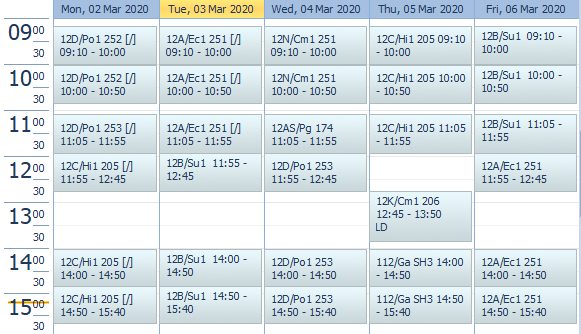 Mon, 02 Mar 2020 Tue, 03 Mar 2020 Wed, 04 Mar 2020 Thu, 05 Mar 2020 Fri, 06 Mar 2020
09 00
30
10 00
30
11 00
30
12 00
30
13 00
30
14 00
30
15 00
30
12D/Po1 252 [/]
09:10 - 10:00
12D/Po1 252 [/]
10:00 - 10:50
12D/Po1 253 [/]
11:05 - 11:55
12C/Hi1 205 [/]
11:55 - 12:45
12C/Hi1 205 [/]
14:00 - 14:50
12C/Hi1 205 [/]
14:50 - 15:40
12A/Ec1 251 [/]
09:10 - 10:00
12A/Ec1 251 [/]
10:00 - 10:50
12A/Ec1 251 [/]
11:05 - 11:55
12B/Su1 11:55
- 12:45
12B/Su1 14:00 -
14:50
12B/Su1 14:50 -
15:40
12N/Cm1 251
09:10 - 10:00
12N/Cm1 251
10:00 - 10:50
12AS/Pg 174
11:05 - 11:55
12D/Po1 253
11:55 - 12:45
12D/Po1 253
14:00 - 14:50
12D/Po1 253
14:50 - 15:40
12C/Hi1 205 09:10
- 10:00
12C/Hi1 205 10:00
- 10:50
12C/Hi1 205 11:05
- 11:55
12K/Cm1 206
12:45 - 13:50
LD
112/Ga SH3 14:00
- 14:50
112/Ga SH3 14:50
- 15:40
12B/Su1 09:10 -
10:00
12B/Su1 10:00 -
10:50
12B/Su1 11:05 -
11:55
12A/Ec1 251
11:55 - 12:45
12A/Ec1 251
14:00 - 14:50
12A/Ec1 251
14:50 - 15:40